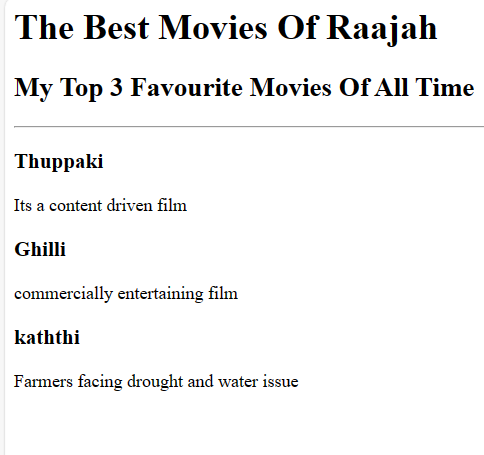 The Best Movies Of Raajah
My Top 3 Favourite Movies Of All Time
Thuppaki
Its a content driven film
Ghilli
commercially entertaining film
kaththi
Farmers facing drought and water issue